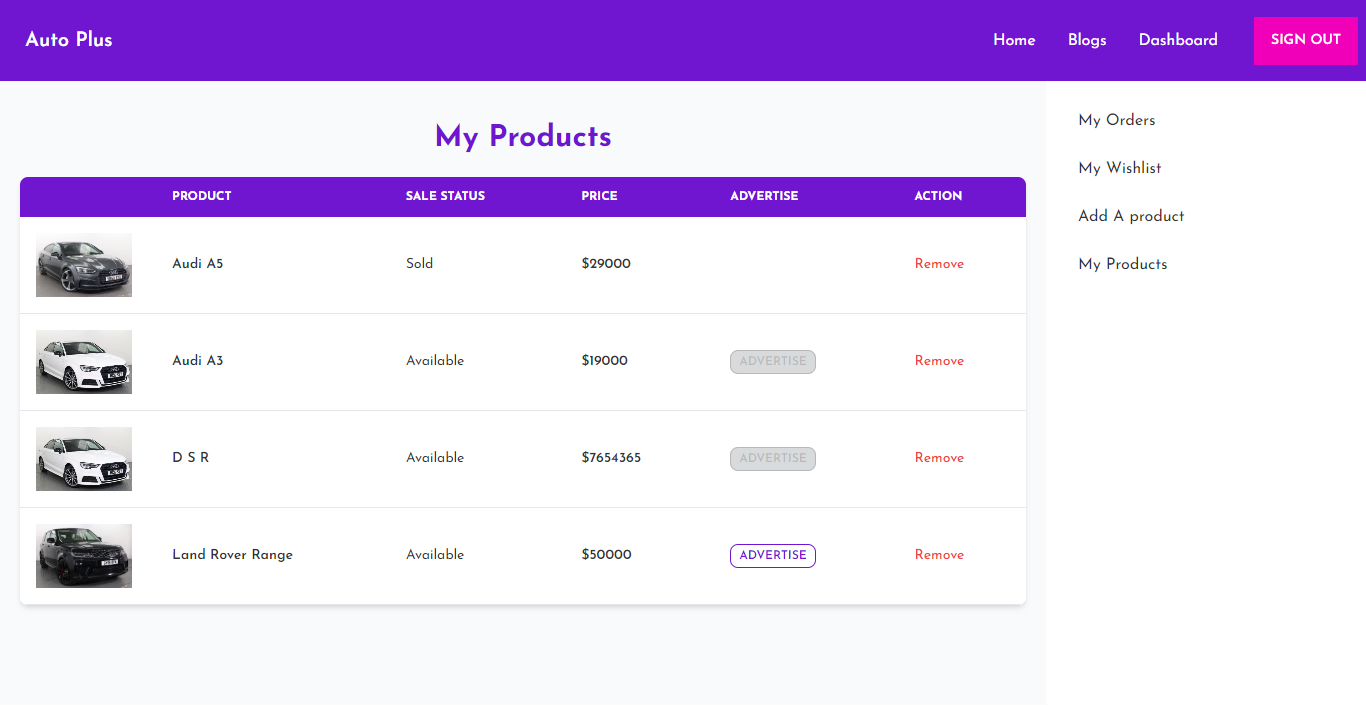 Auto Plus
Home Blogs Dashboard SIGN OUT
My Products
PRODUCT SALE STATUS PRICE ADVERTISE ACTION
Audi A5 Sold $29000 Remove
Audi A3 Available $19000 ADVERTISE Remove
D S R Available $7654365 ADVERTISE Remove
Land Rover Range Available $50000 ADVERTISE Remove
My Orders
My Wishlist
Add A product
My Products